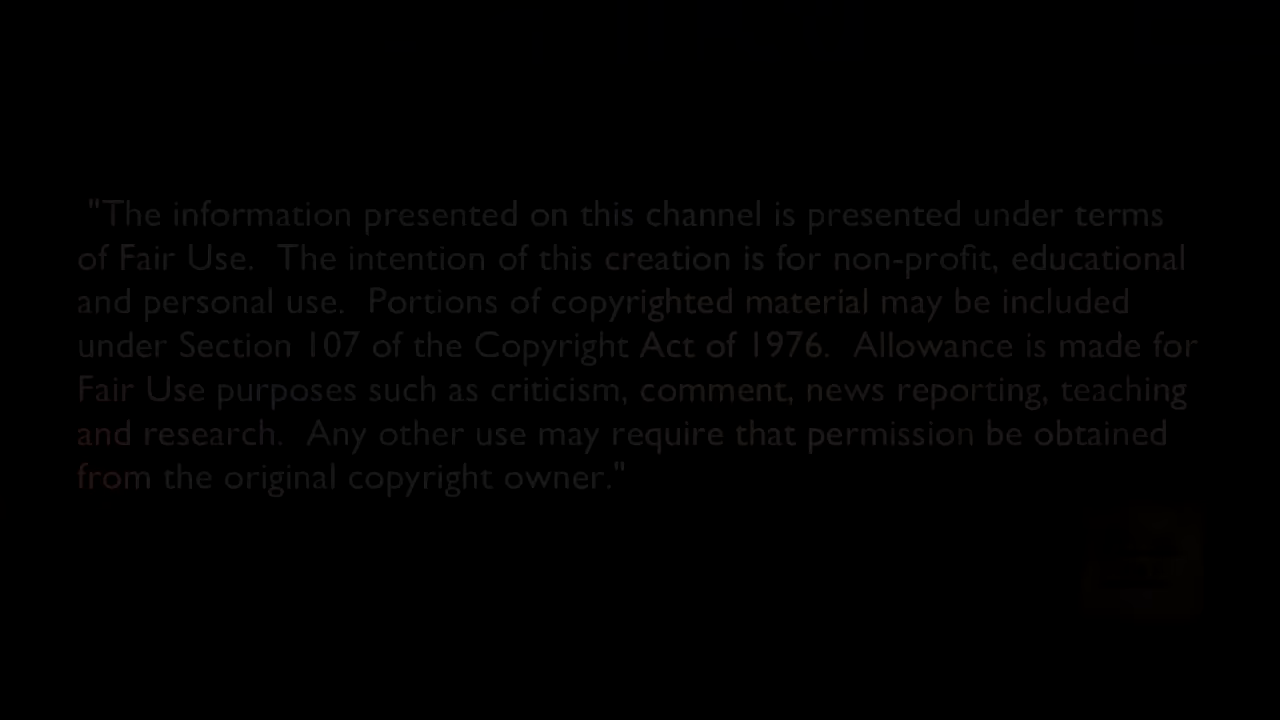 "The information presented on this channel is presented under terms
of Fair Use.  The intention of this creation is for non-profit, educational
and personal use.  Portions of copyrighted material may be included
under Section 107 of the Copyright Act of 1976.  Allowance is made for
Fair Use purposes such as criticism, comment, news reporting, teaching
and research.  Any other use may require that permission be obtained
from the original copyright owner."